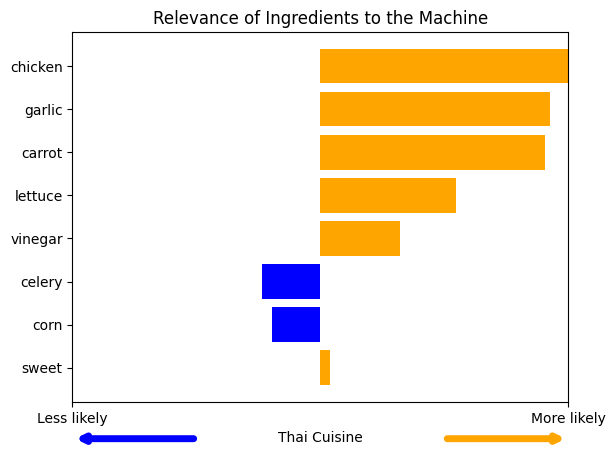 Relevance of Ingredients to the Machine
chicken
garlic
carrot
lettuce
vinegar
celery
corn
sweet
Less likely More likely
Thai Cuisine